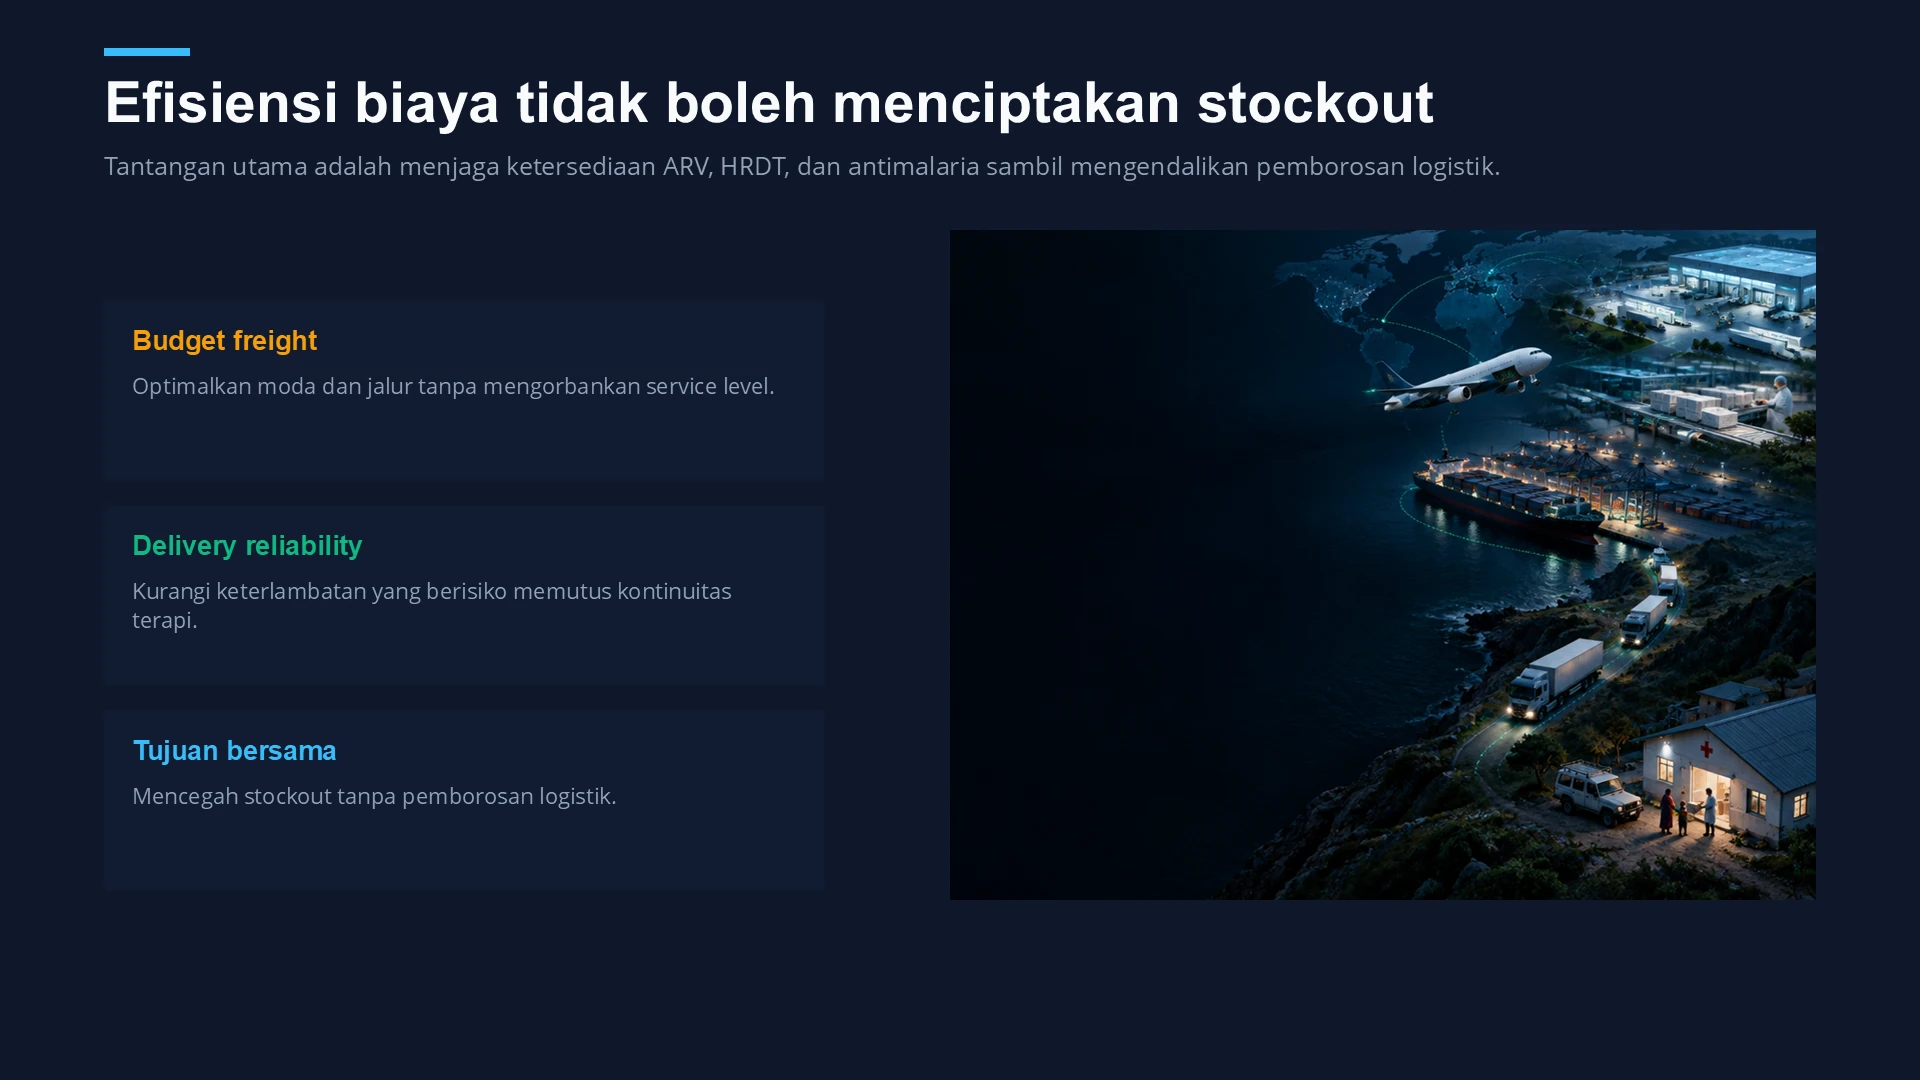 Efisiensi biaya tidak boleh menciptakan stockout
Tantangan utama adalah menjaga ketersediaan ARV, HRDT, dan antimalaria sambil mengendalikan pemborosan logistik.
Budget freight
Optimalkan moda dan jalur tanpa mengorbankan service level.
Delivery reliability
Kurangi keterlambatan yang berisiko memutus kontinuitas
terapi.
Tujuan bersama
Mencegah stockout tanpa pemborosan logistik.